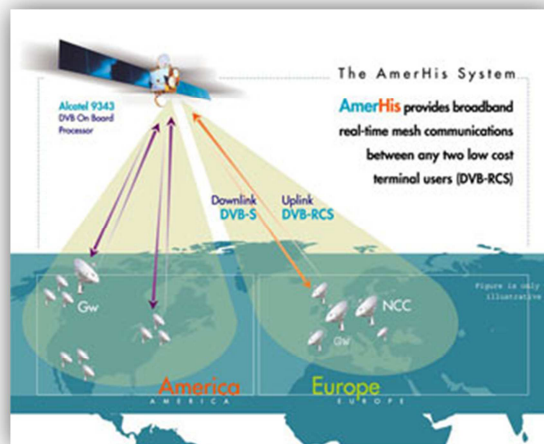 The AmerHis System
Alcatel 9343
DVB On Board
Processor
AmerHis provides broadband
real-time mesh communications
between any two low cost
terminal users (DVB-RCS)
Downlink
DVB-S
Uplink
DVB-RCS
Figure is only
illustrative
Gw
NCC
GW
America
AMERICA
Europe
EUROPE